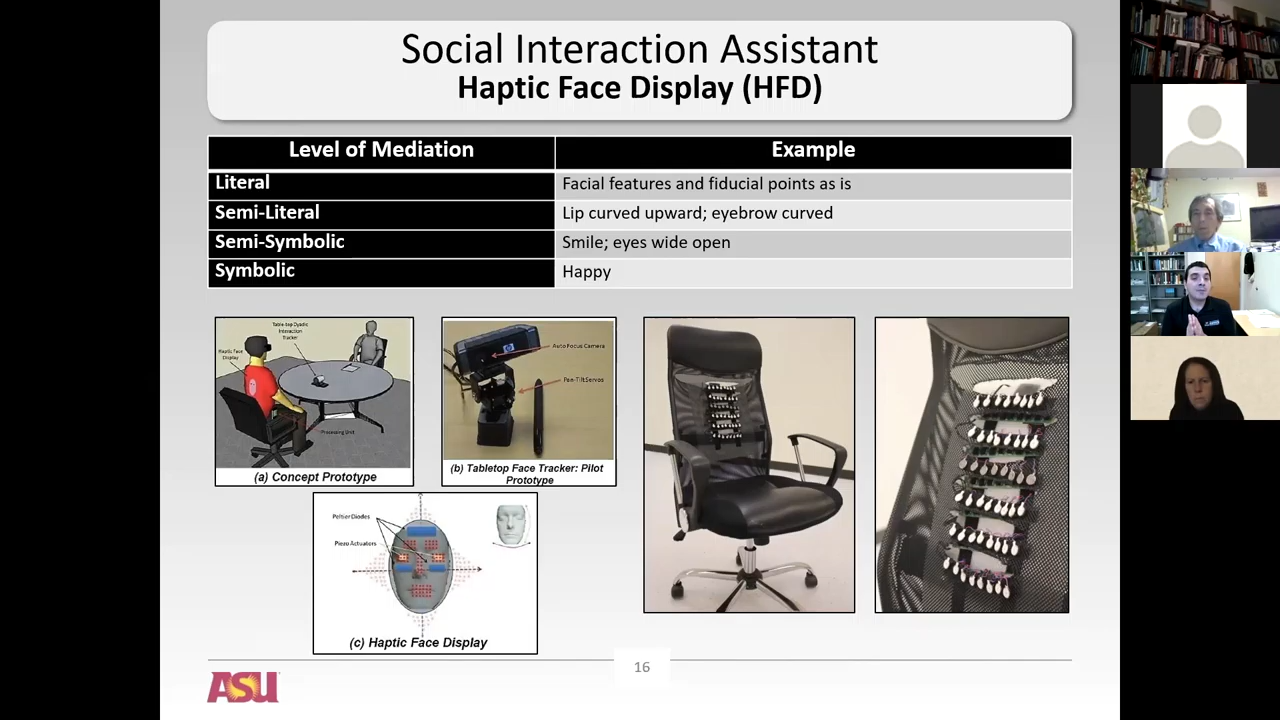 Social Interaction Assistant
Haptic Face Display (HFD)
Level of Mediation Example
Literal Facial features and fiducial points as is
Semi-Literal Lip curved upward; eyebrow curved
Semi-Symbolic Smile; eyes wide open
Symbolic Happy
Table-top Dyadic
Interaction
Tracker
Haptic Face
Display
Processing Unit
(a) Concept Prototype
Auto Focus Camera
Pan-Tilt Servos
(b) Tabletop Face Tracker: Pilot
Prototype
Peltier Diodes
Piezo Actuators
(c) Haptic Face Display
16
ASU